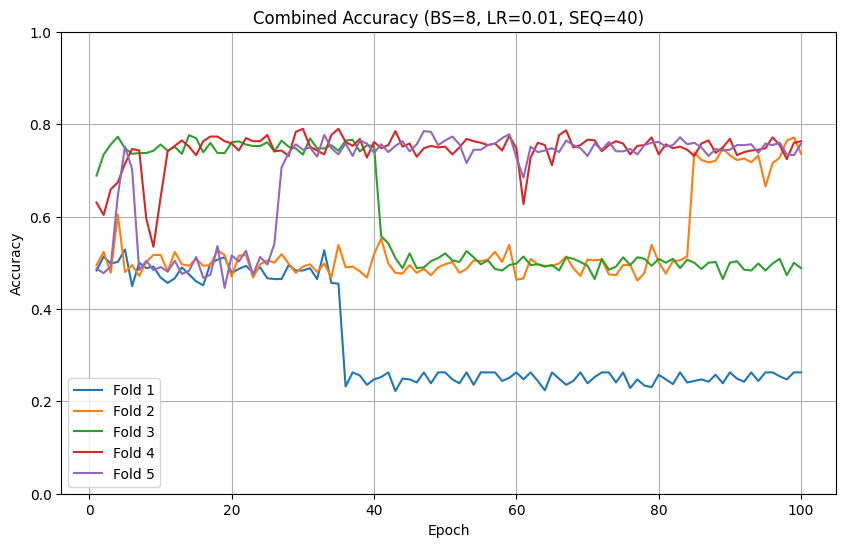 Combined Accuracy (BS=8, LR=0.01, SEQ=40)
1.0
0.8
0.6
0.4
0.2
0.0
Accuracy
Fold 1
Fold 2
Fold 3
Fold 4
Fold 5
0 20 40 60 80 100
Epoch